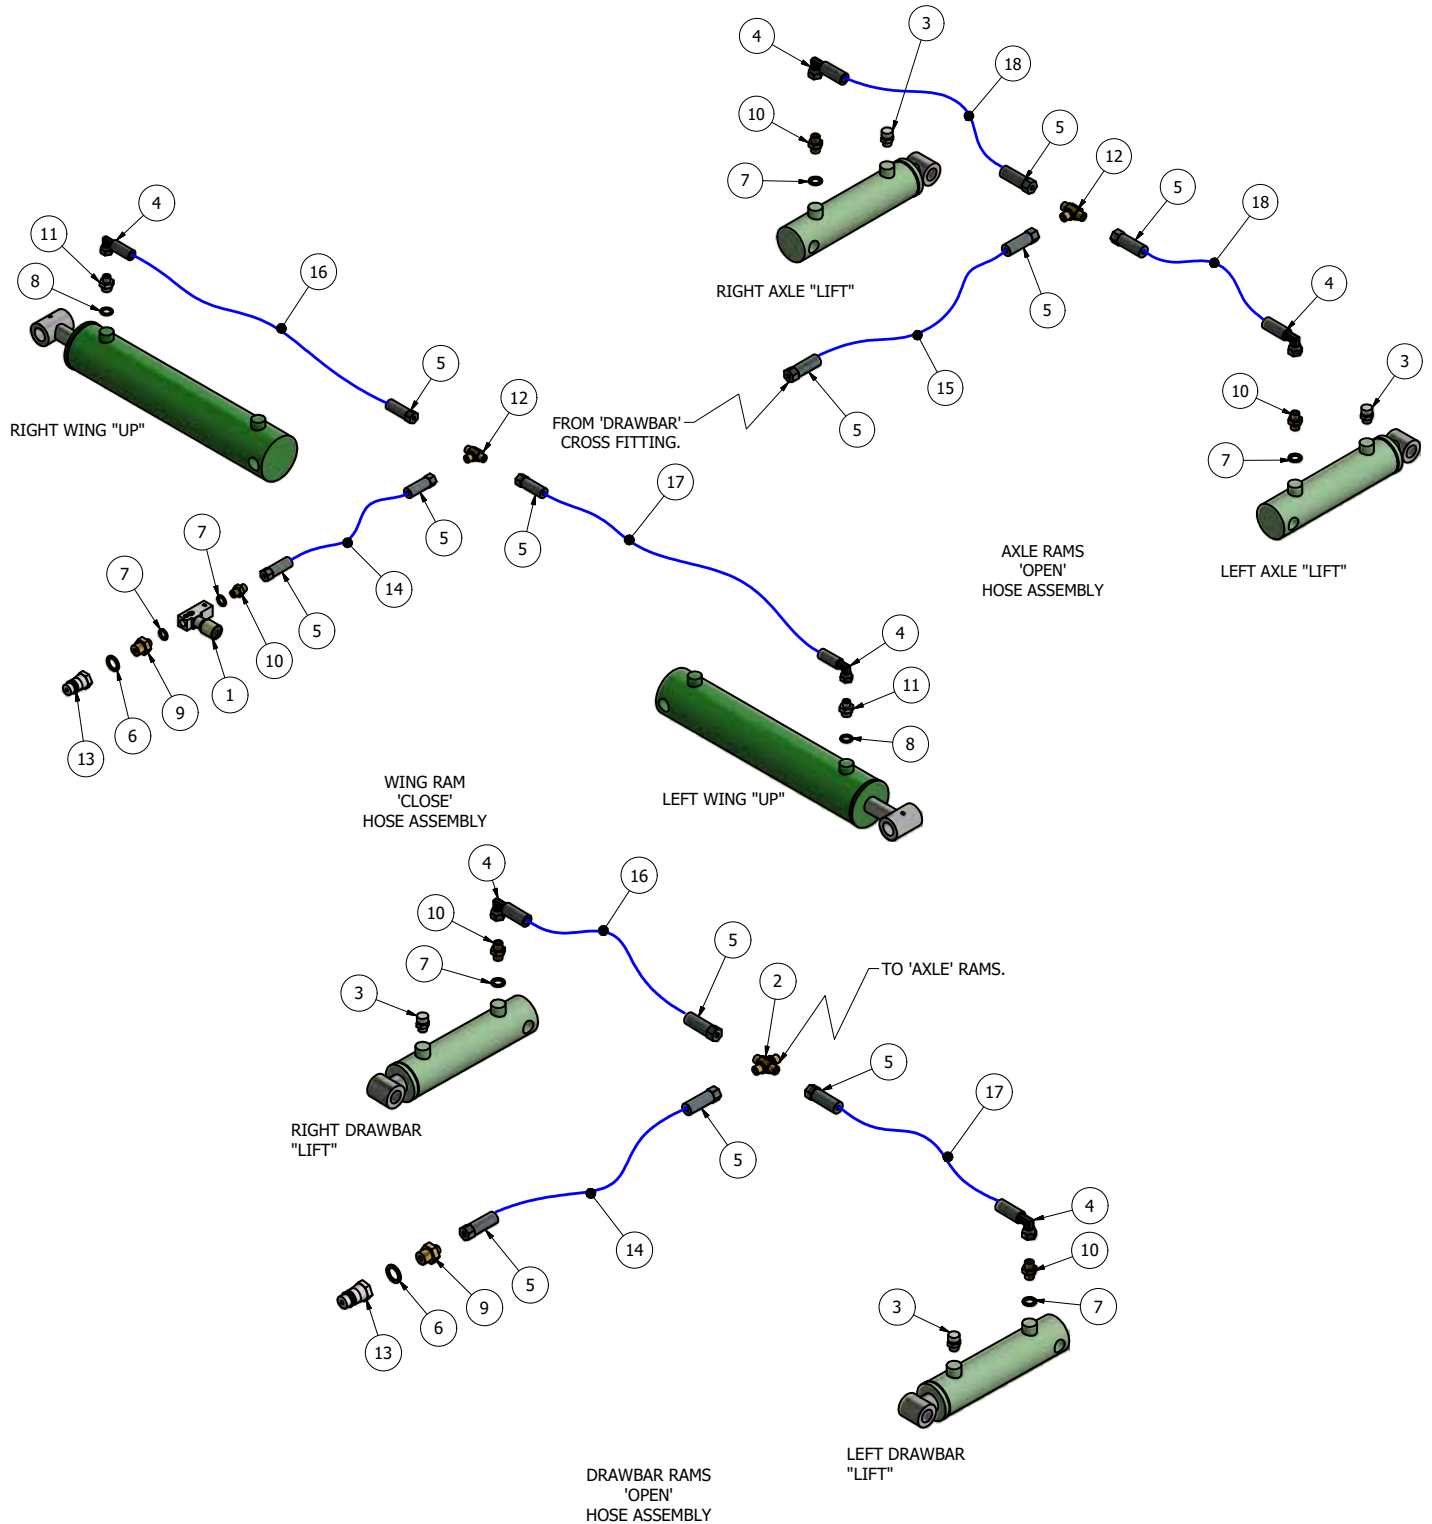 3
4
18
10
5
12
7
5
18
4
11
16
8
RIGHT AXLE "LIFT"
5
4
15
3
5
12
10
RIGHT WING "UP"
FROM 'DRAWBAR'
CROSS FITTING.
5
7
17
7
5
5
7
14
AXLE RAMS
'OPEN'
HOSE ASSEMBLY
LEFT AXLE "LIFT"
5
4
10
11
1
9
6
13
8
WING RAM
'CLOSE'
HOSE ASSEMBLY
LEFT WING "UP"
4
16
10
5
7
2
TO 'AXLE' RAMS.
3
5
17
RIGHT DRAWBAR
"LIFT"
5
4
14
10
5
9
3
7
6
13
LEFT DRAWBAR
"LIFT"
DRAWBAR RAMS
'OPEN'
HOSE ASSEMBLY